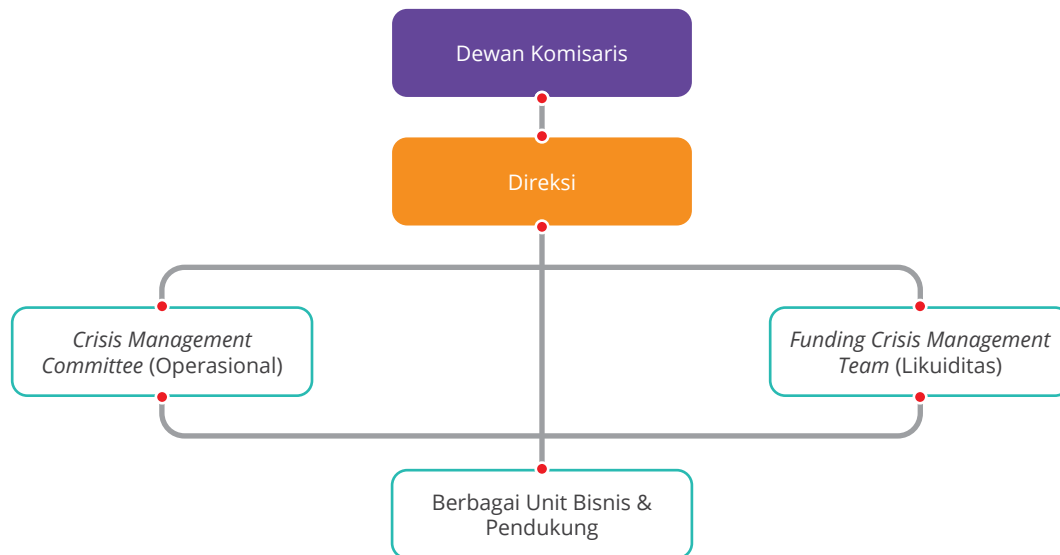 Dewan Komisaris
Direksi
Crisis Management
Committee (Operasional)
Funding Crisis Management
Team (Likuiditas)
Berbagai Unit Bisnis &
Pendukung